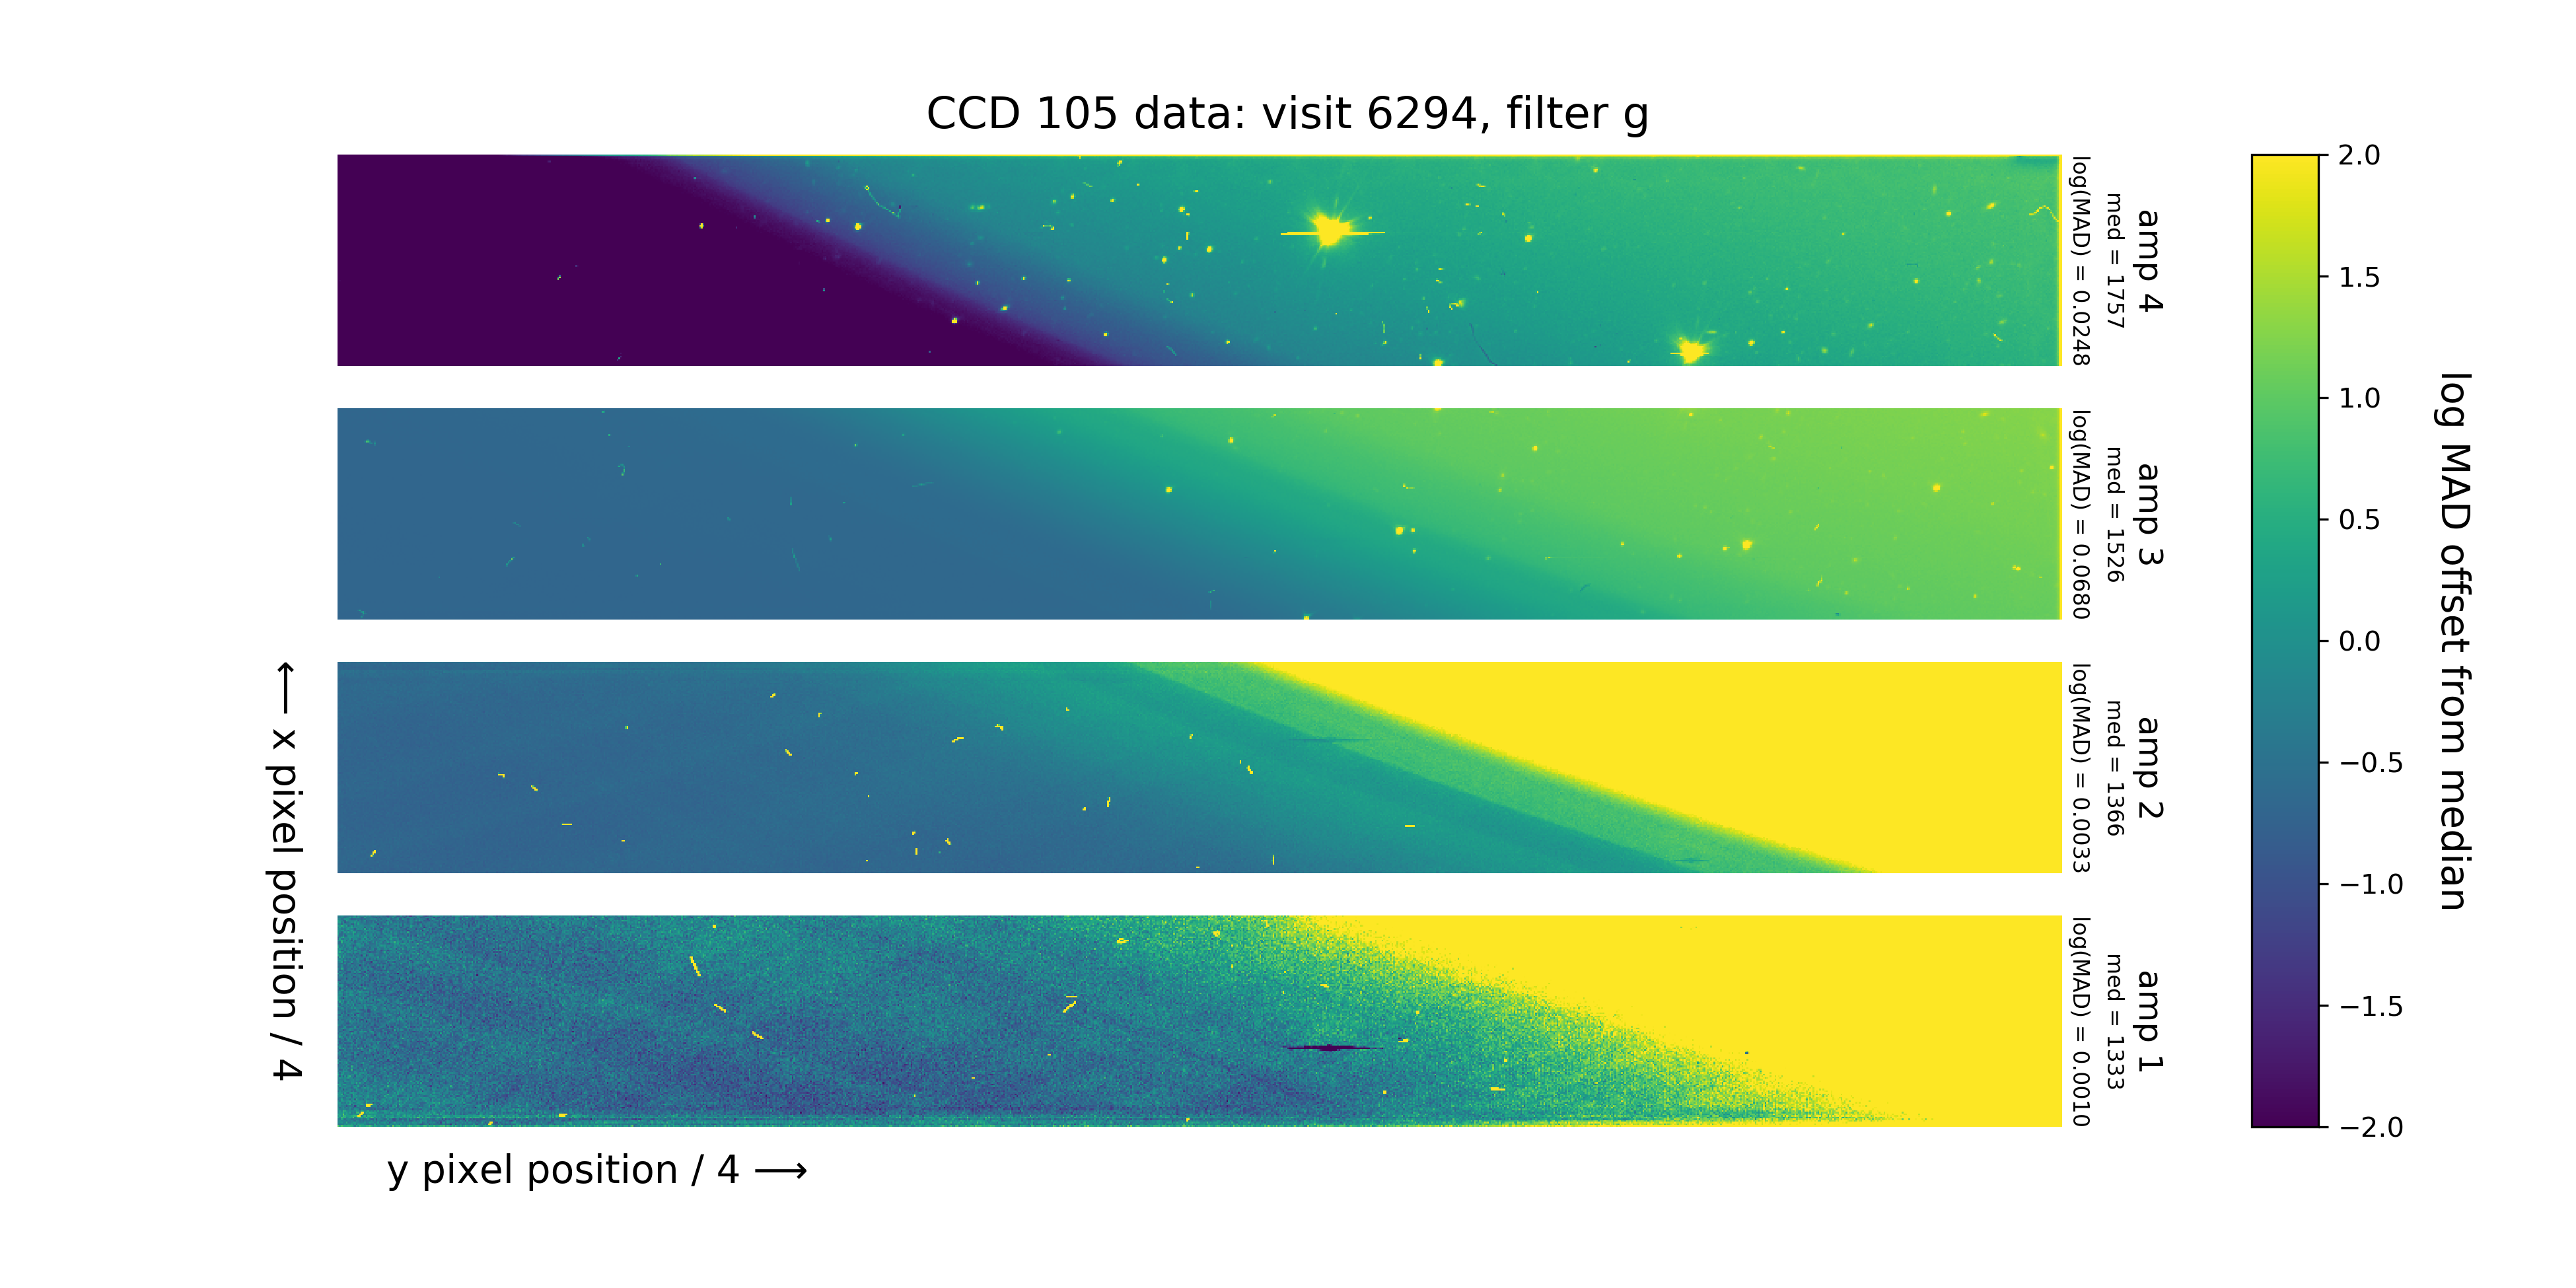 CCD 105 data: visit 6294, filter g
amp 4
med = 1757
log(MAD) = 0.0248
amp 3
med = 1526
log(MAD) = 0.0680
amp 2
med = 1366
log(MAD) = 0.0033
amp 1
med = 1333
log(MAD) = 0.0010
⟵ x pixel position / 4
y pixel position / 4 ⟶
2.0
1.5
1.0
0.5
0.0
−0.5
−1.0
−1.5
−2.0
log MAD offset from median